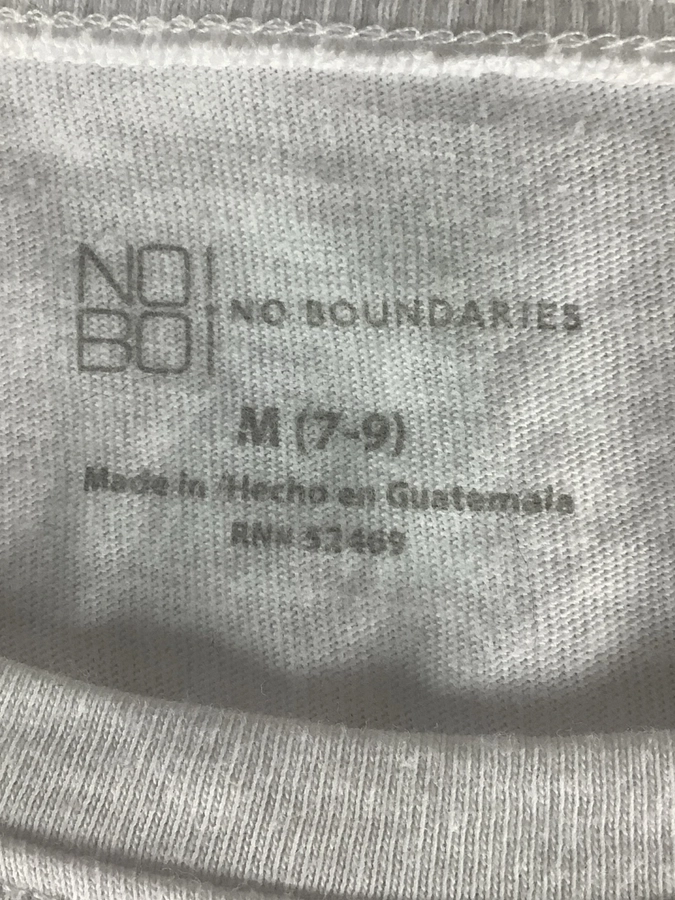 NO
BO
NO BOUNDARIES
M (7-9)
Made in/Hecho en Guatemala
RN# 52469